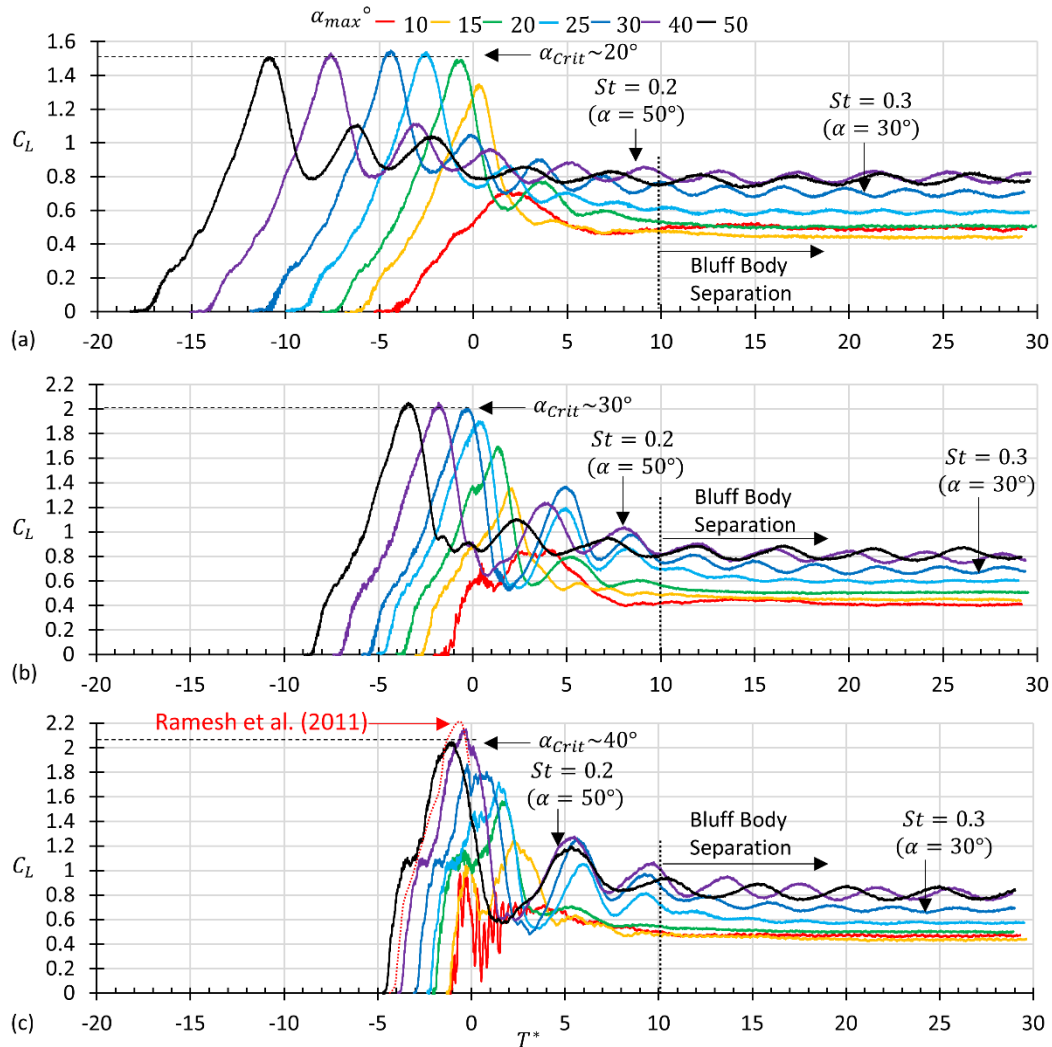 α_max° 10 15 20 25 30 40 50
1.6
1.4
1.2
1
0.8
0.6
0.4
0.2
0
C_L
α_Crit~20°
St = 0.2
(α = 50°)
St = 0.3
(α = 30°)
Bluff Body
Separation
(a)
-20 -15 -10 -5 0 5 10 15 20 25 30
2.2
2
1.8
1.6
1.4
1.2
1
0.8
0.6
0.4
0.2
0
C_L
α_Crit~30°
St = 0.2
(α = 50°)
Bluff Body
Separation
St = 0.3
(α = 30°)
(b)
-20 -15 -10 -5 0 5 10 15 20 25 30
2.2
2
1.8
1.6
1.4
1.2
1
0.8
0.6
0.4
0.2
0
C_L
Ramesh et al. (2011)
α_Crit~40°
St = 0.2
(α = 50°)
Bluff Body
Separation
St = 0.3
(α = 30°)
(c)
-20 -15 -10 -5 0 5 10 15 20 25 30
T*